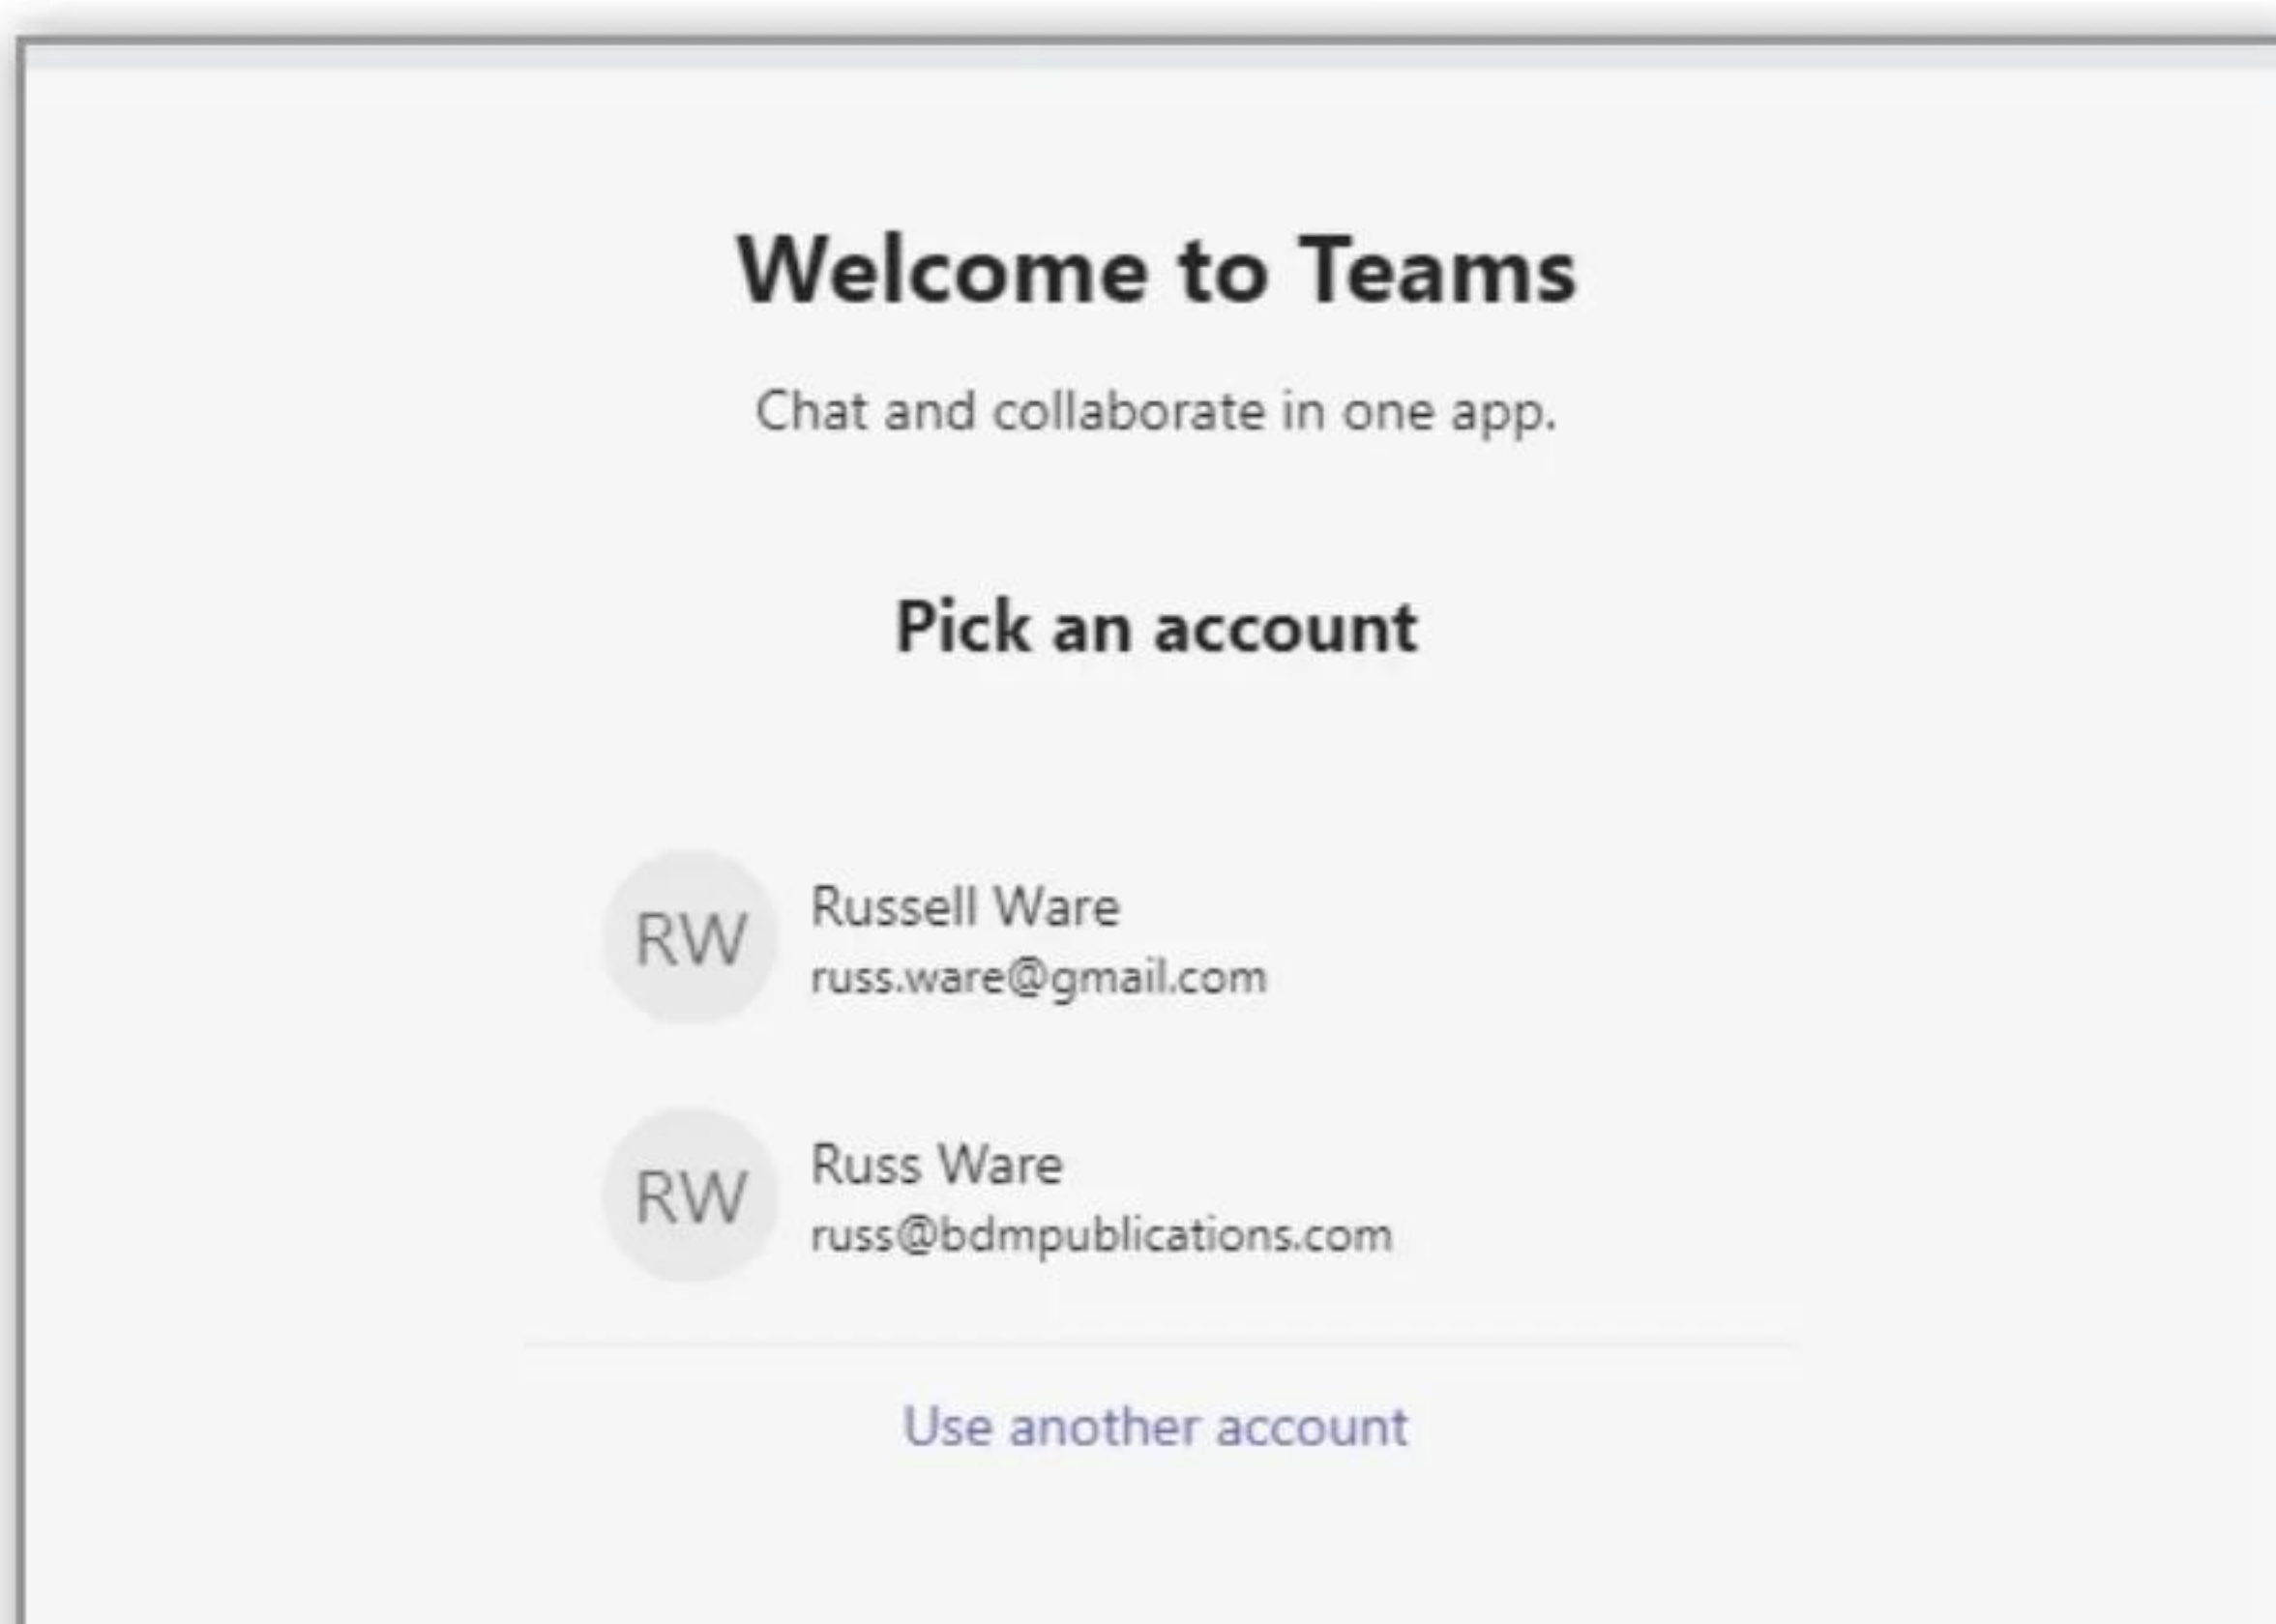 Welcome to Teams
Chat and collaborate in one app.
Pick an account
RW
Russell Ware
russ.ware@gmail.com
RW
Russ Ware
russ@bdmpublications.com
Use another account